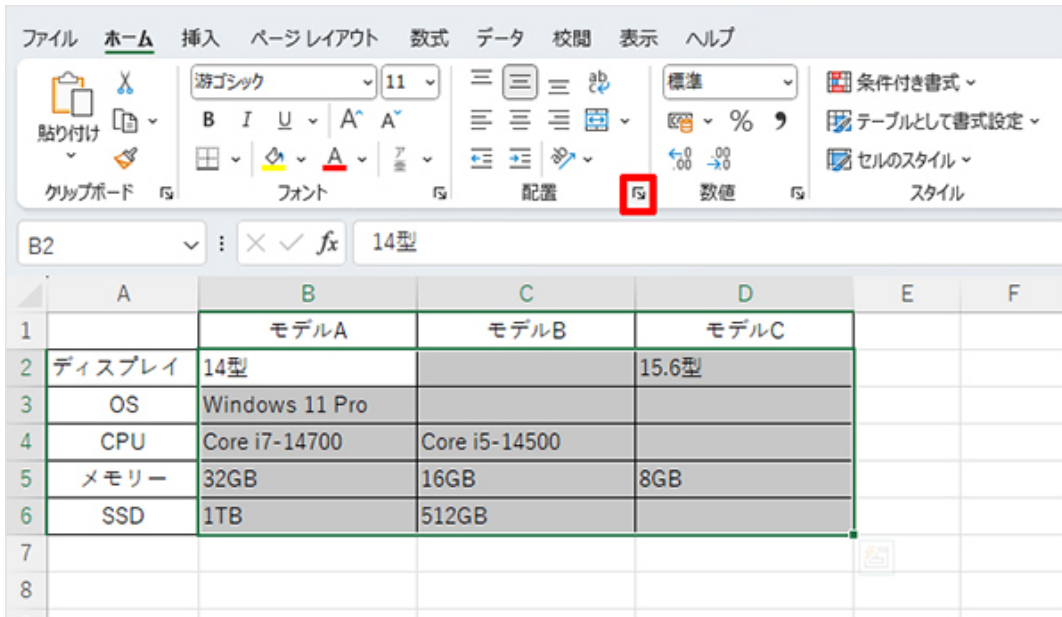 ファイル ホーム 挿入 ページ レイアウト 数式 データ 校閲 表示 ヘルプ
游ゴシック 11 標準 条件付き書式
貼り付け B I U A A % 9 テーブルとして書式設定
A ア亜 セルのスタイル
クリップボード フォント 配置 数値 スタイル
B2 fx 14型
A B C D E F
1 モデルA モデルB モデルC
2 ディスプレイ 14型 15.6型
3 OS Windows 11 Pro
4 CPU Core i7-14700 Core i5-14500
5 メモリー 32GB 16GB 8GB
6 SSD 1TB 512GB
7
8